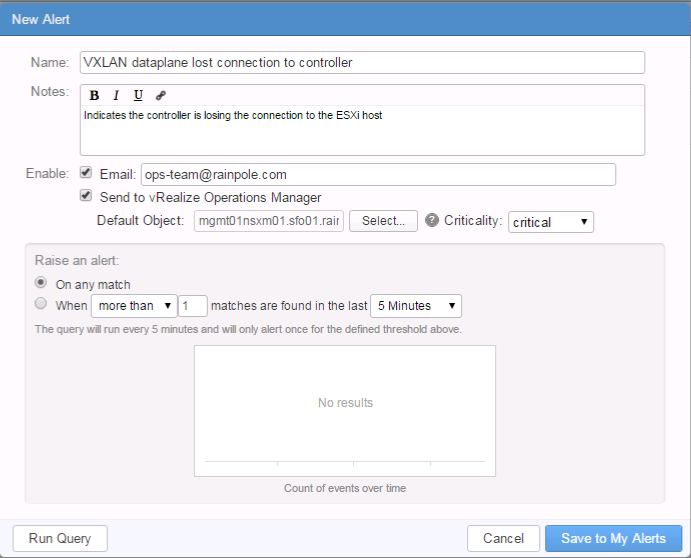 New Alert
Name: VXLAN dataplane lost connection to controller
Notes: B I U
Indicates the controller is losing the connection to the ESXi host
Enable: Email: ops-team@rainpole.com
Send to vRealize Operations Manager
Default Object: mgmt01nsxm01.sfo01.rair Select... ? Criticality: critical
Raise an alert:
On any match
When more than 1 matches are found in the last 5 Minutes
The query will run every 5 minutes and will only alert once for the defined threshold above.
No results
Count of events over time
Run Query Cancel Save to My Alerts